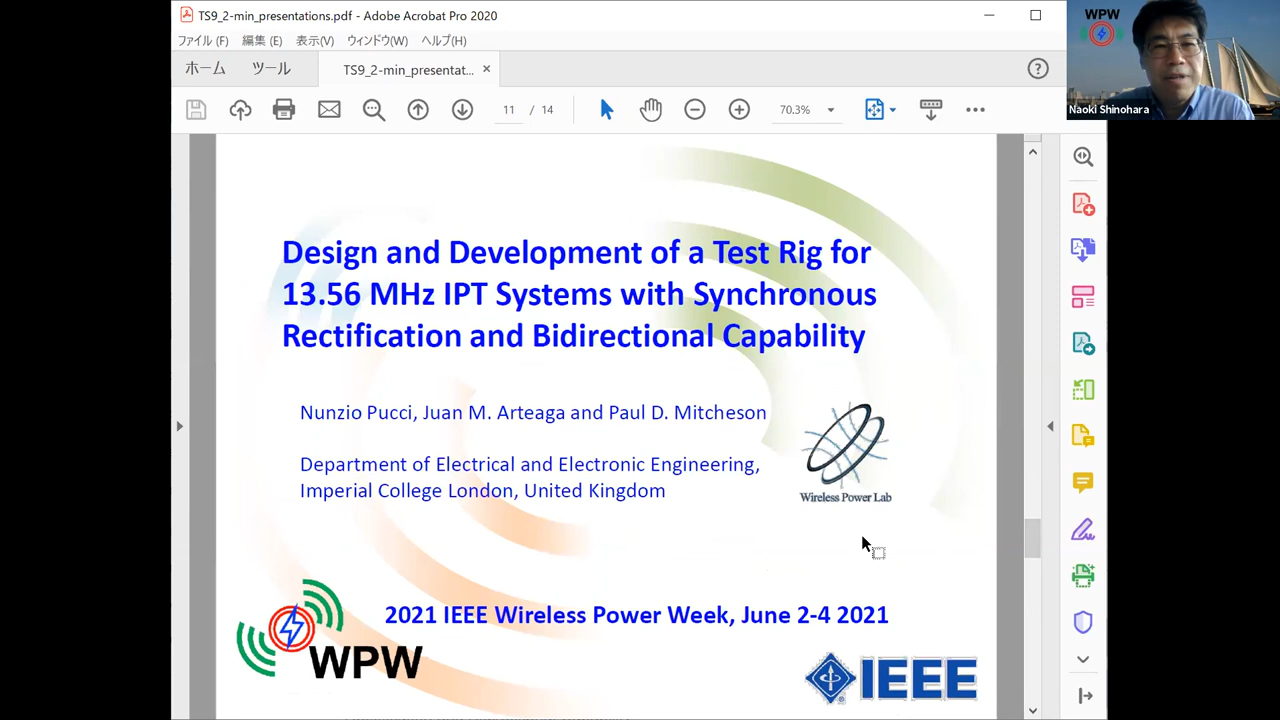 TS9_2-min_presentations.pdf - Adobe Acrobat Pro 2020
ファイル (F) 編集 (E) 表示(V) ウィンドウ(W) ヘルプ(H)
ホーム ツール TS9_2-min_presentat... ×
11 / 14 70.3%
WPW
Naoki Shinohara
Design and Development of a Test Rig for
13.56 MHz IPT Systems with Synchronous
Rectification and Bidirectional Capability
Nunzio Pucci, Juan M. Arteaga and Paul D. Mitcheson
Department of Electrical and Electronic Engineering,
Imperial College London, United Kingdom
Wireless Power Lab
2021 IEEE Wireless Power Week, June 2-4 2021
WPW
IEEE